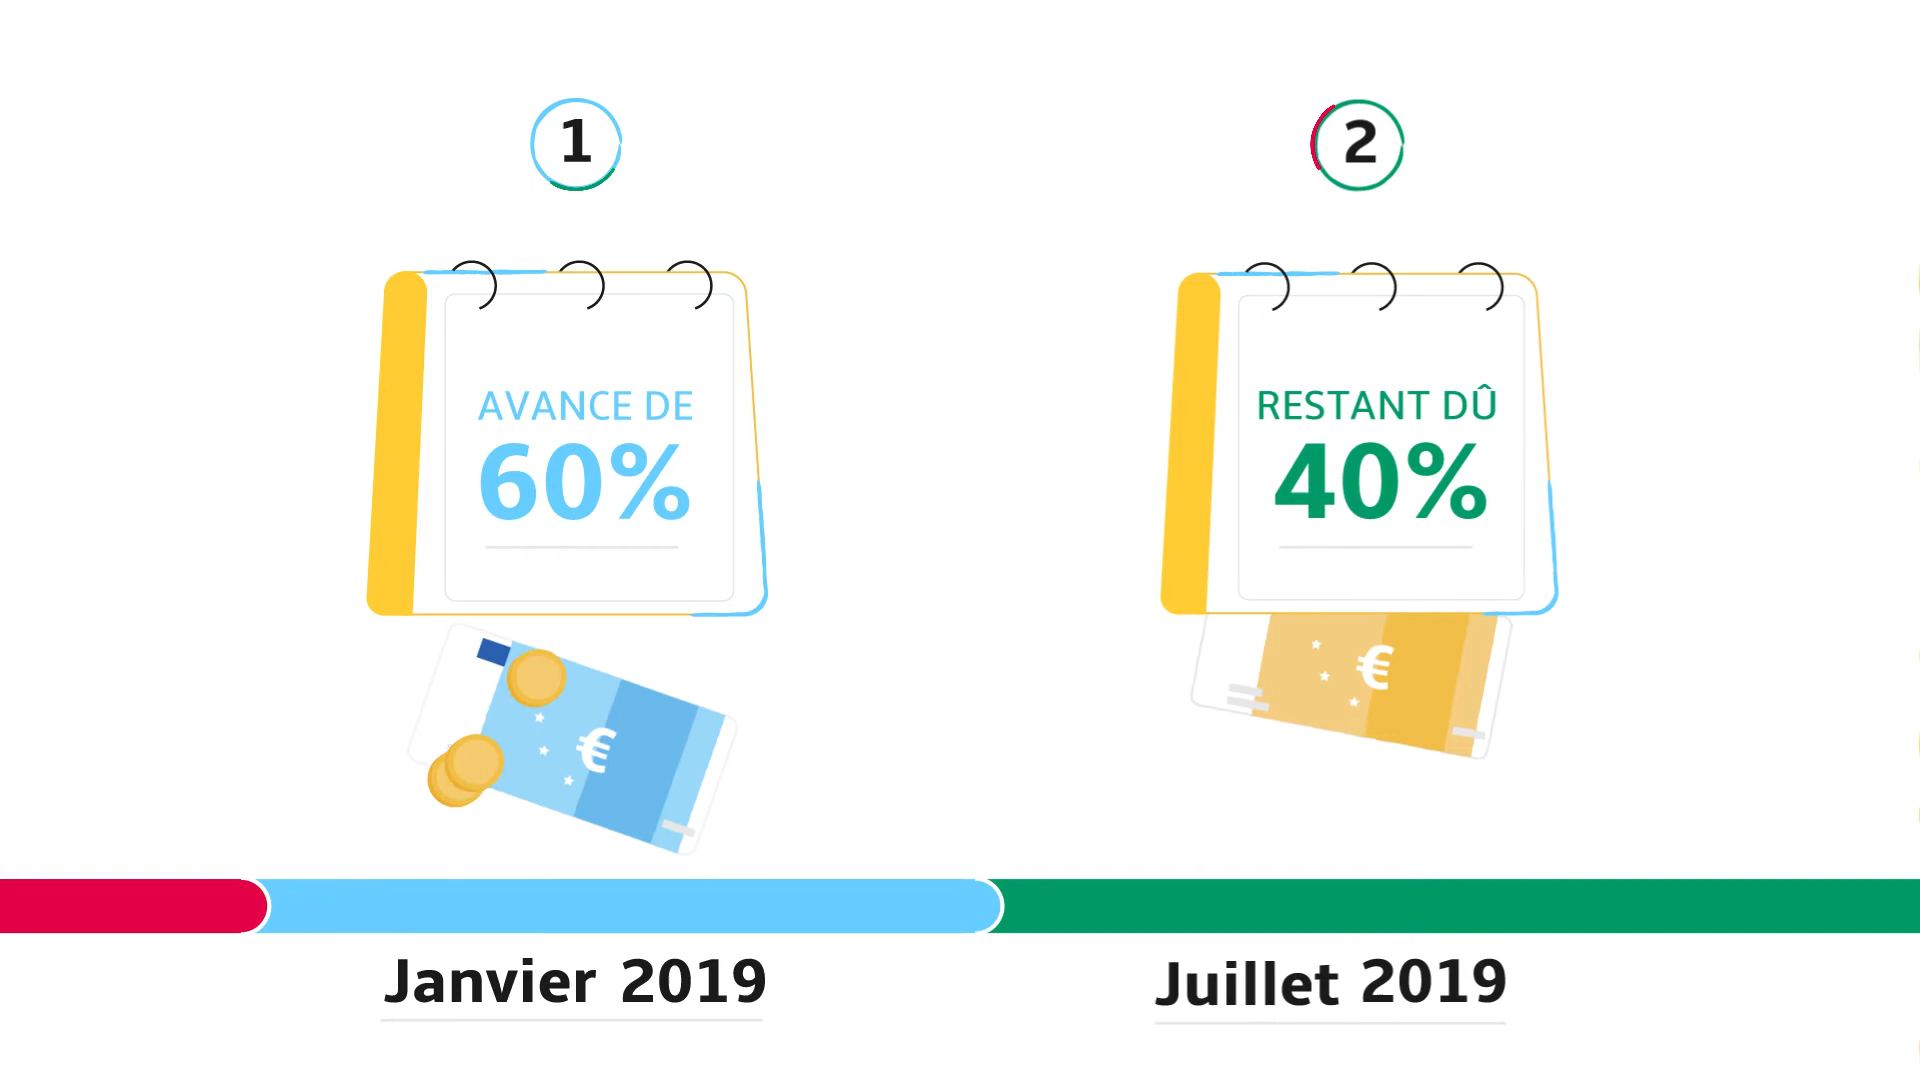 1
AVANCE DE
60%
€
Janvier 2019
2
RESTANT DÛ
40%
€
Juillet 2019